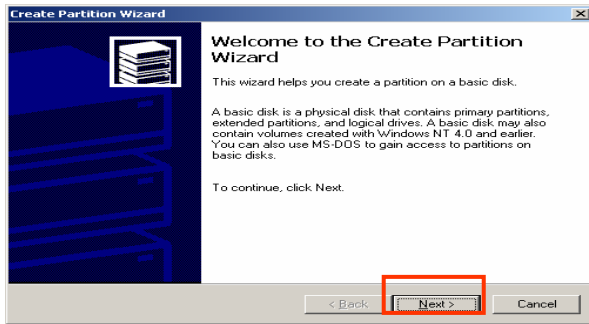 Create Partition Wizard
Welcome to the Create Partition
Wizard
This wizard helps you create a partition on a basic disk.
A basic disk is a physical disk that contains primary partitions,
extended partitions, and logical drives. A basic disk may also
contain volumes created with Windows NT 4.0 and earlier.
You can also use MS-DOS to gain access to partitions on
basic disks.
To continue, click Next.
< Back Next > Cancel